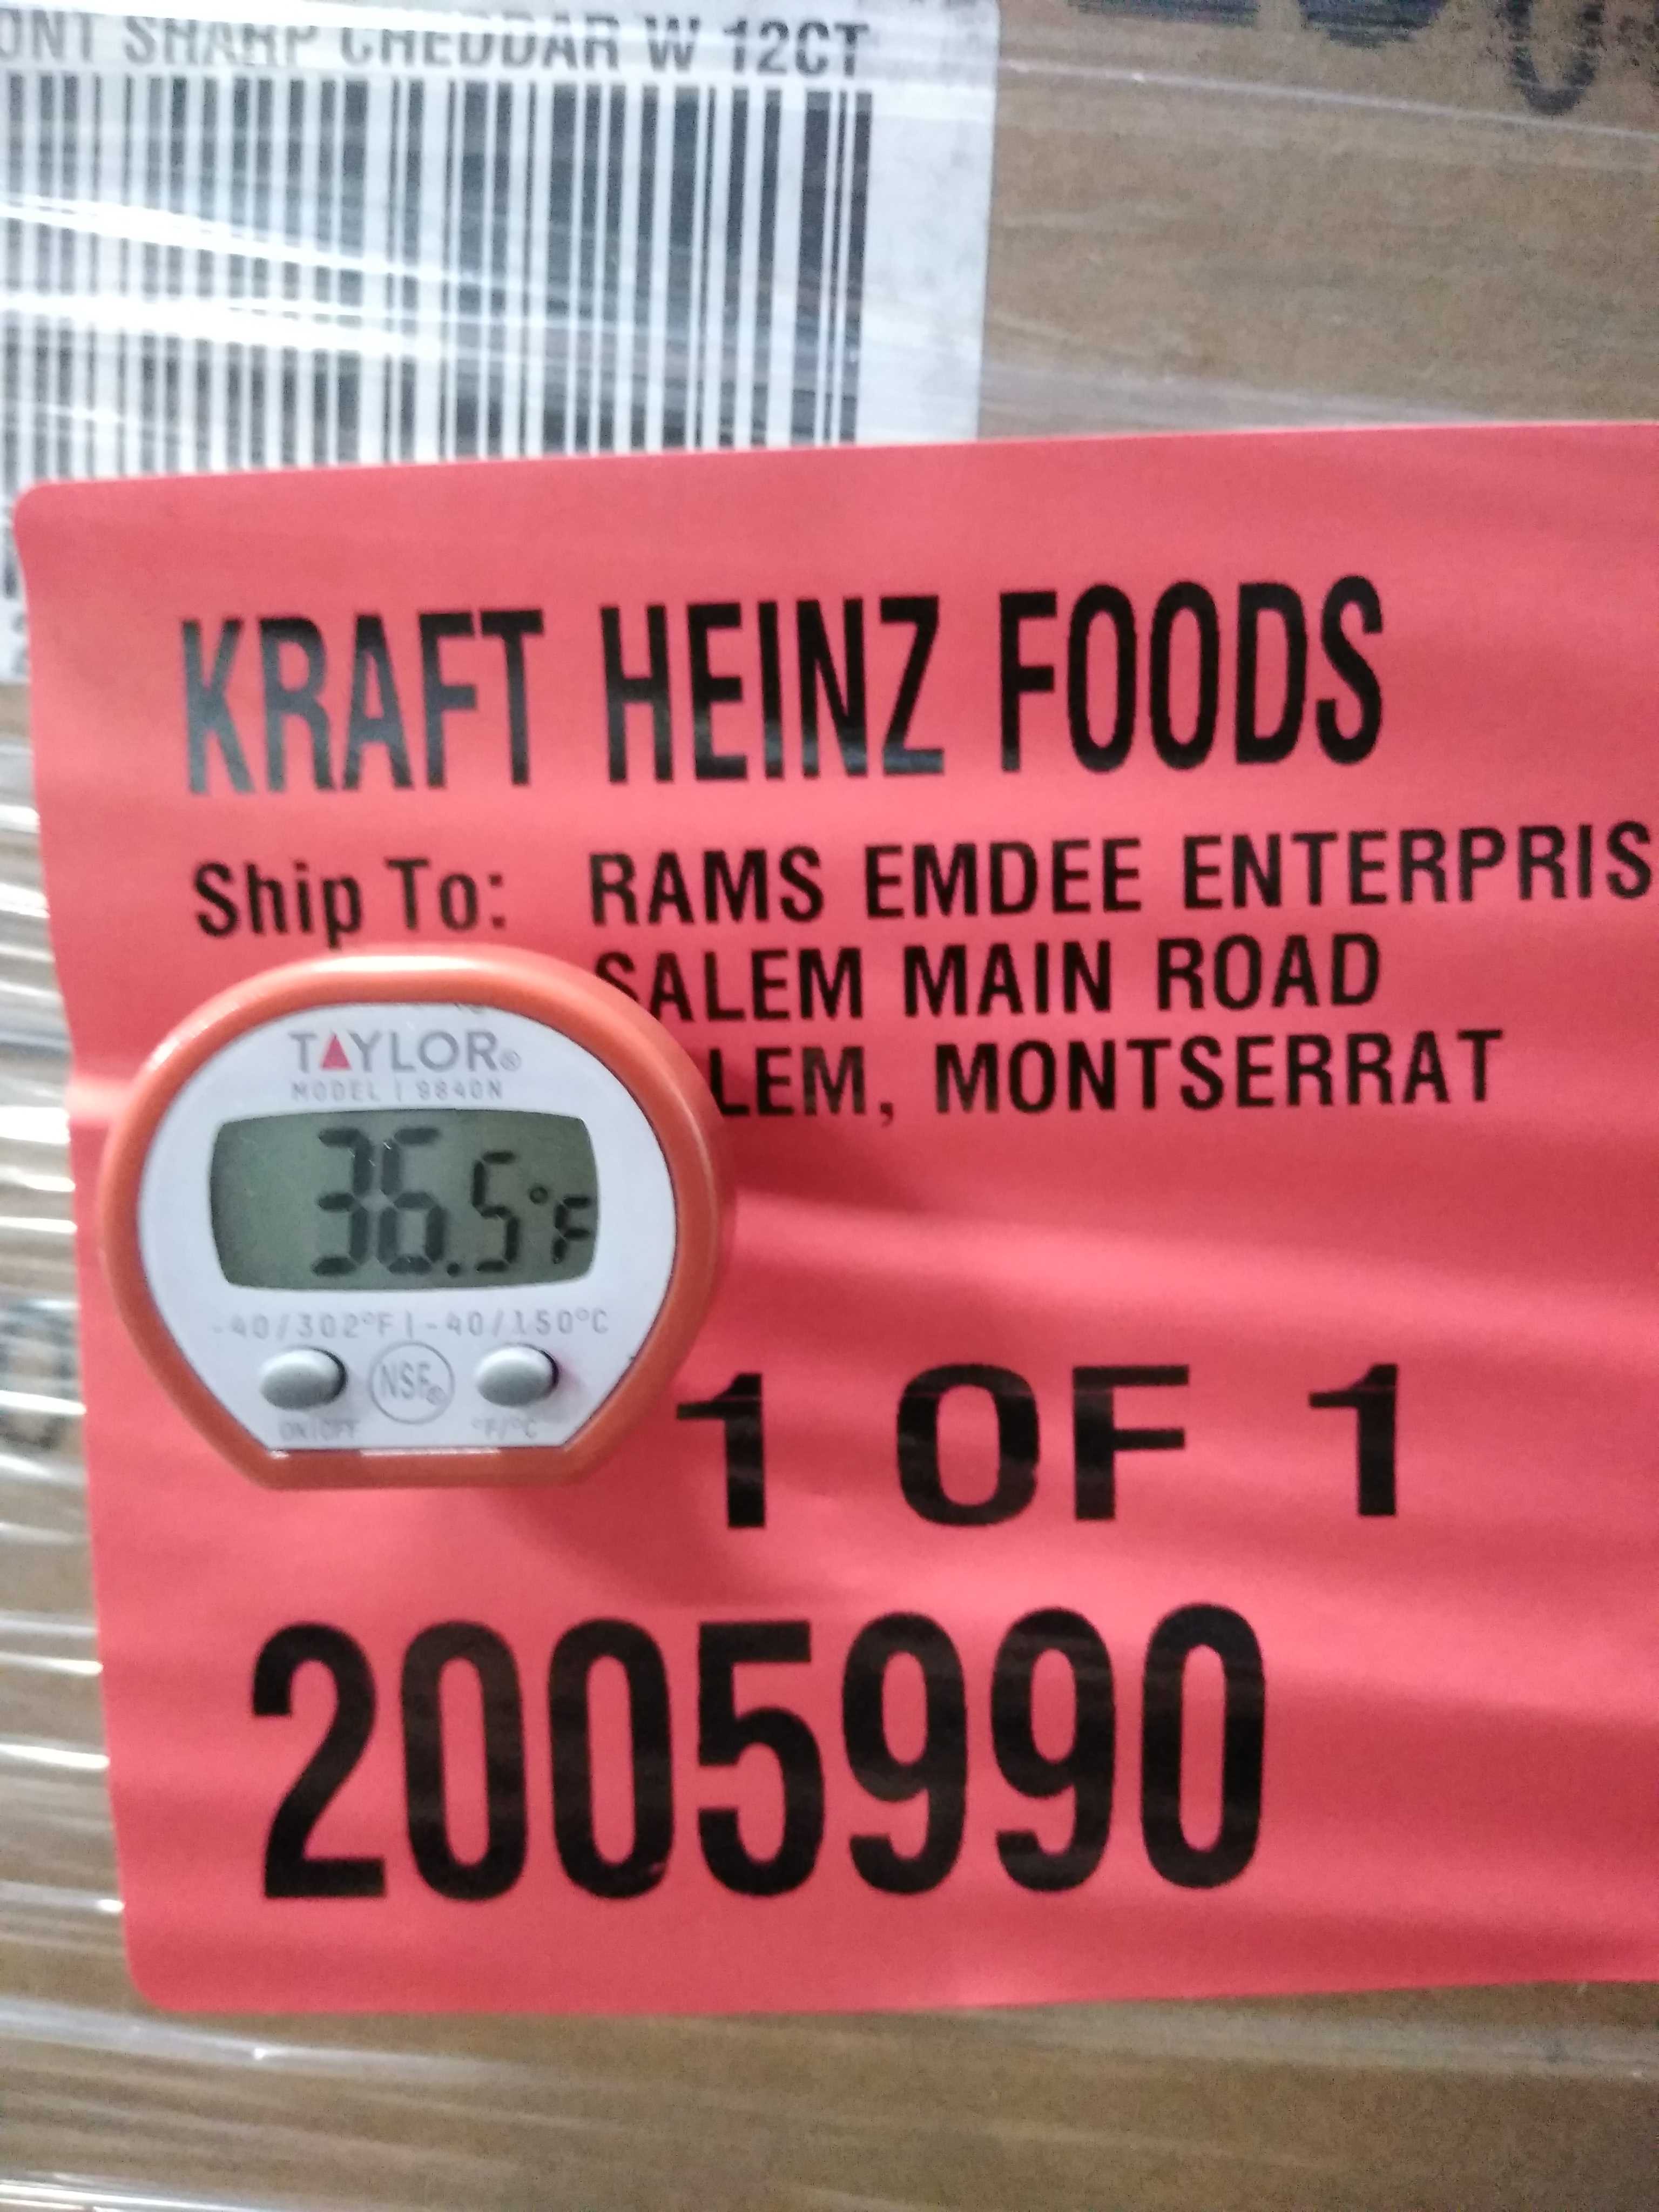 ONT SHARP CHEDDAR W 12CT
KRAFT HEINZ FOODS
Ship To: RAMS EMDEE ENTERPRIS
SALEM MAIN ROAD
LEM, MONTSERRAT
TAYLOR®
MODEL | 9840N
36.5°F
-40/302°F | -40/150°C
NSF®
ON/OFF °F/°C
1 OF 1
2005990